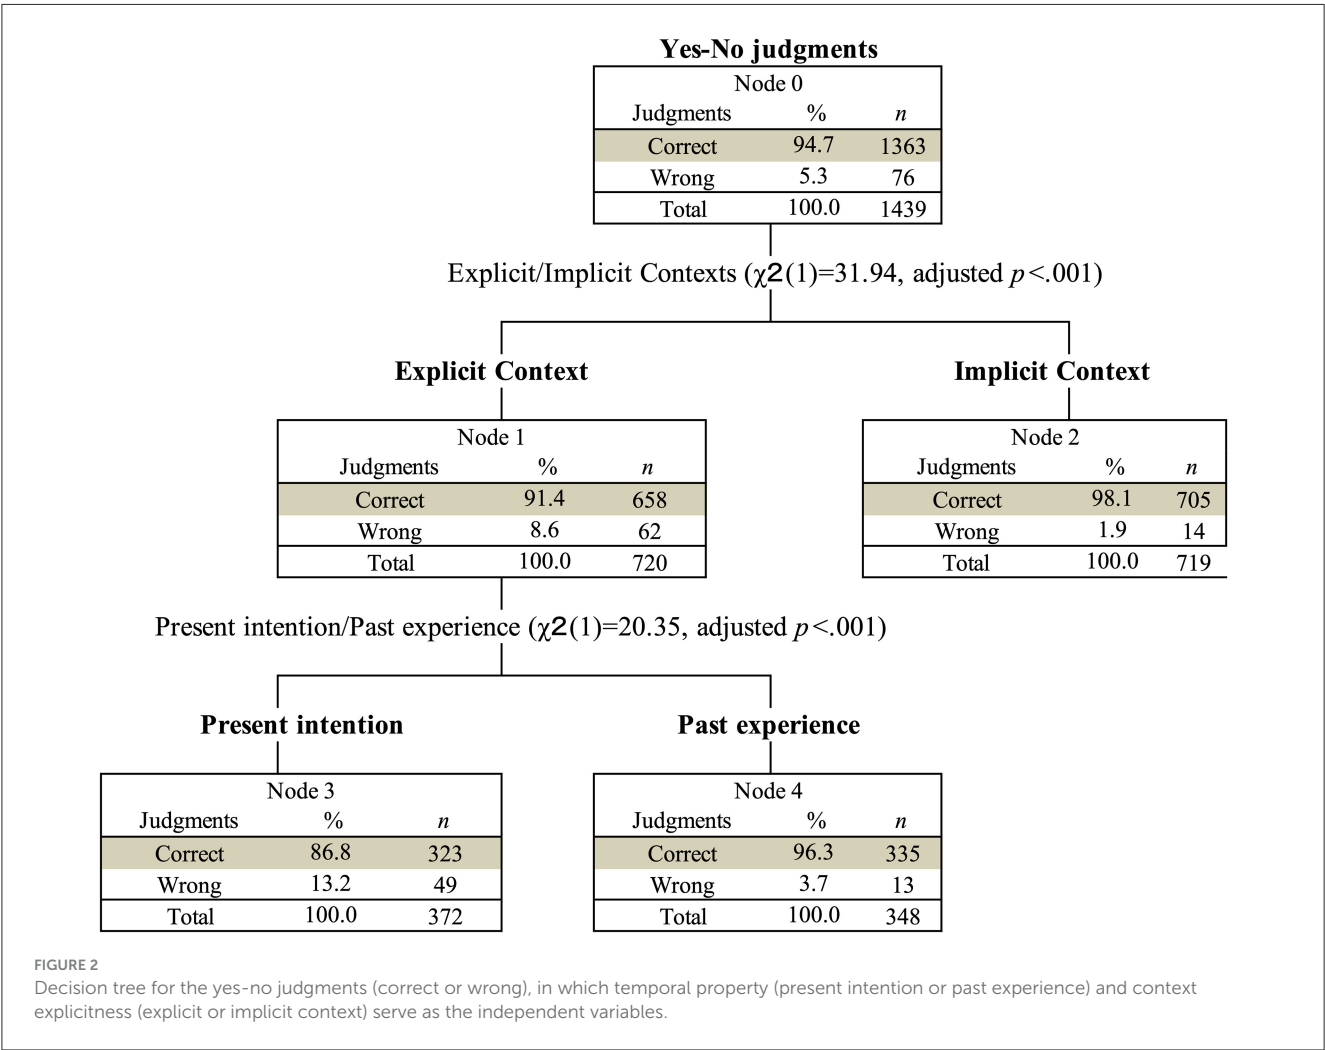 Yes-No judgments
Node 0
Judgments % n
Correct 94.7 1363
Wrong 5.3 76
Total 100.0 1439
Explicit/Implicit Contexts (χ2(1)=31.94, adjusted p<.001)
Explicit Context
Implicit Context
Node 1
Judgments % n
Correct 91.4 658
Wrong 8.6 62
Total 100.0 720
Node 2
Judgments % n
Correct 98.1 705
Wrong 1.9 14
Total 100.0 719
Present intention/Past experience (χ2(1)=20.35, adjusted p<.001)
Present intention
Past experience
Node 3
Judgments % n
Correct 86.8 323
Wrong 13.2 49
Total 100.0 372
Node 4
Judgments % n
Correct 96.3 335
Wrong 3.7 13
Total 100.0 348
FIGURE 2
Decision tree for the yes-no judgments (correct or wrong), in which temporal property (present intention or past experience) and context
explicitness (explicit or implicit context) serve as the independent variables.